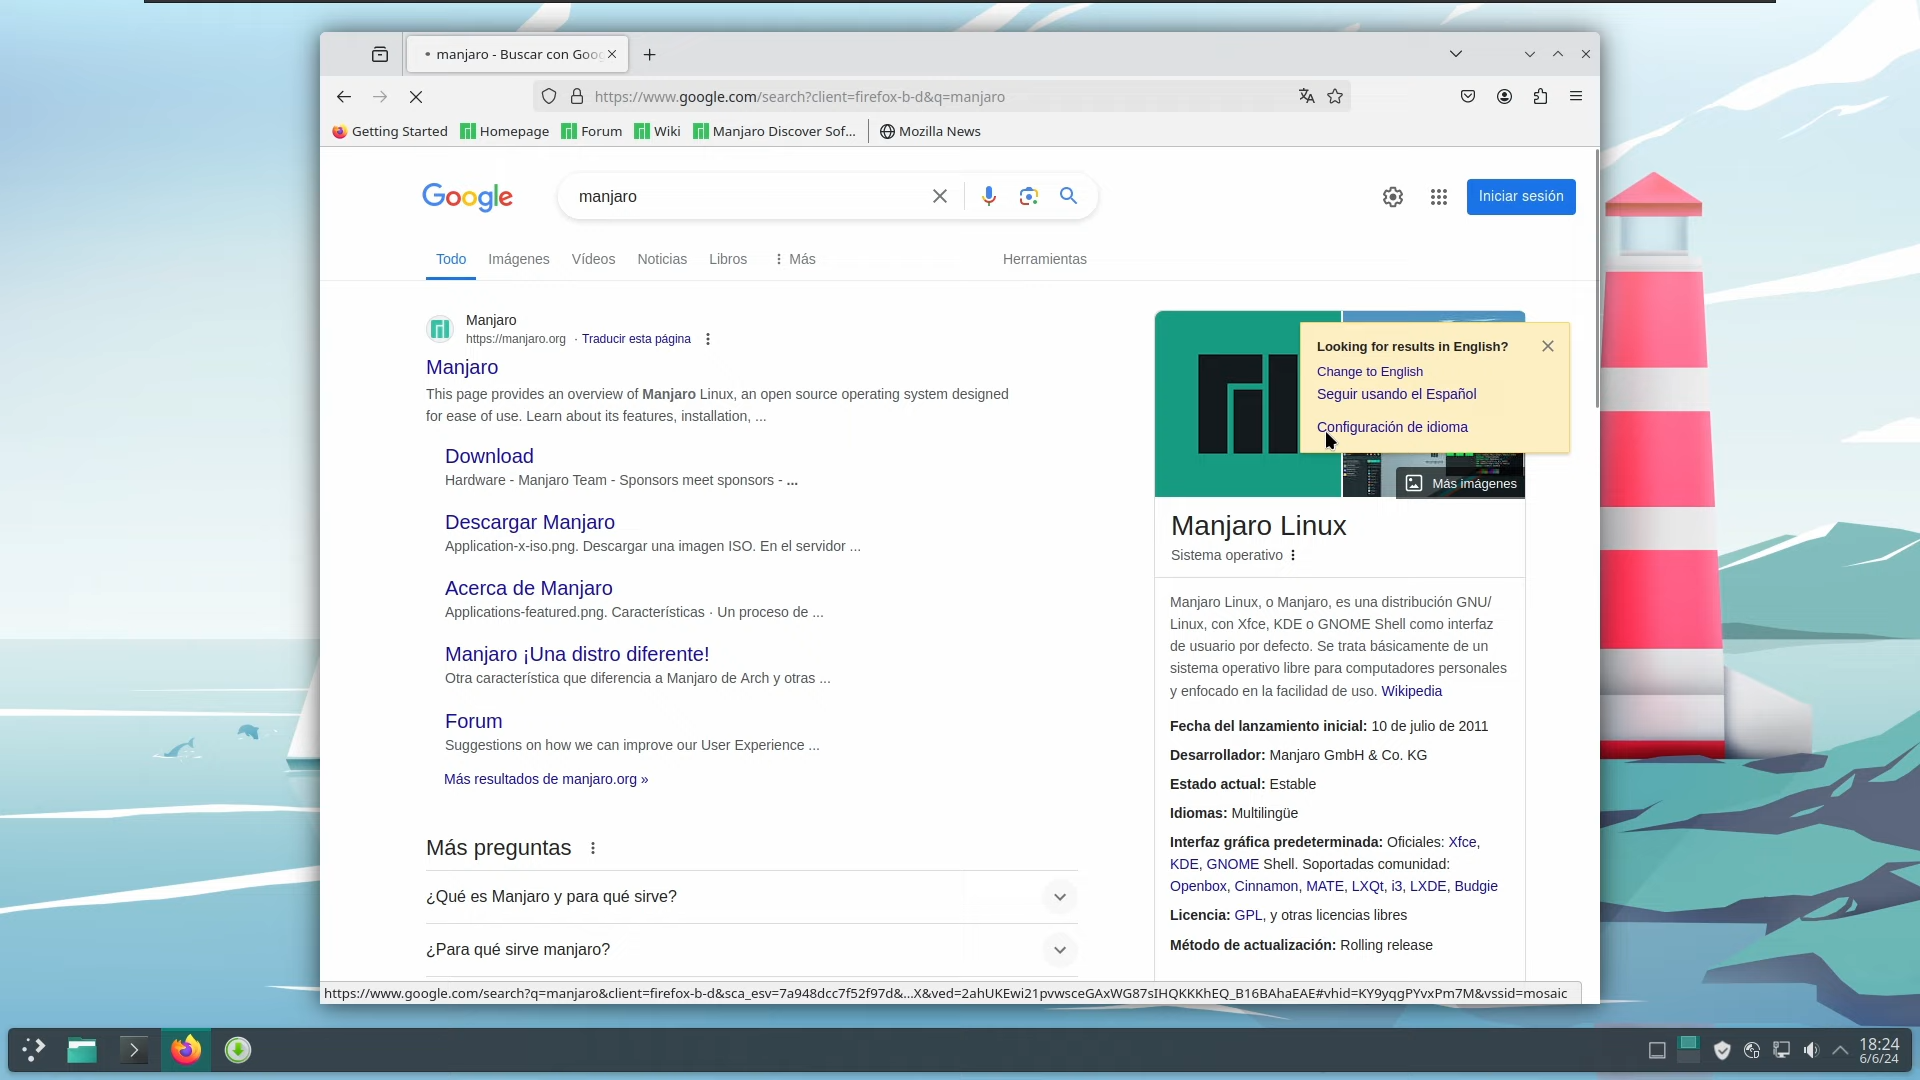 manjaro - Buscar con Goog
https://www.google.com/search?client=firefox-b-d&q=manjaro
Getting Started
Homepage
Forum
Wiki
Manjaro Discover Sof...
Mozilla News
Google
manjaro
Iniciar sesión
Todo
Imágenes
Vídeos
Noticias
Libros
Más
Herramientas
Manjaro
https://manjaro.org · Traducir esta página
Manjaro
This page provides an overview of Manjaro Linux, an open source operating system designed
for ease of use. Learn about its features, installation, ...
Download
Hardware - Manjaro Team - Sponsors meet sponsors - ...
Descargar Manjaro
Application-x-iso.png. Descargar una imagen ISO. En el servidor ...
Acerca de Manjaro
Applications-featured.png. Características · Un proceso de ...
Manjaro ¡Una distro diferente!
Otra característica que diferencia a Manjaro de Arch y otras ...
Forum
Suggestions on how we can improve our User Experience ...
Más resultados de manjaro.org »
Más preguntas
¿Qué es Manjaro y para qué sirve?
¿Para qué sirve manjaro?
Looking for results in English?
Change to English
Seguir usando el Español
Configuración de idioma
Más imágenes
Manjaro Linux
Sistema operativo
Manjaro Linux, o Manjaro, es una distribución GNU/
Linux, con Xfce, KDE o GNOME Shell como interfaz
de usuario por defecto. Se trata básicamente de un
sistema operativo libre para computadores personales
y enfocado en la facilidad de uso. Wikipedia
Fecha del lanzamiento inicial: 10 de julio de 2011
Desarrollador: Manjaro GmbH & Co. KG
Estado actual: Estable
Idiomas: Multilingüe
Interfaz gráfica predeterminada: Oficiales: Xfce,
KDE, GNOME Shell. Soportadas comunidad:
Openbox, Cinnamon, MATE, LXQt, i3, LXDE, Budgie
Licencia: GPL, y otras licencias libres
Método de actualización: Rolling release
https://www.google.com/search?q=manjaro&client=firefox-b-d&sca_esv=7a948dcc7f52f97d&...X&ved=2ahUKEwi21pvwsceGAxWG87sIHQKKKhEQ_B16BAhaEAE#vhid=KY9yqgPYvxPm7M&vssid=mosaic
18:24
6/6/24